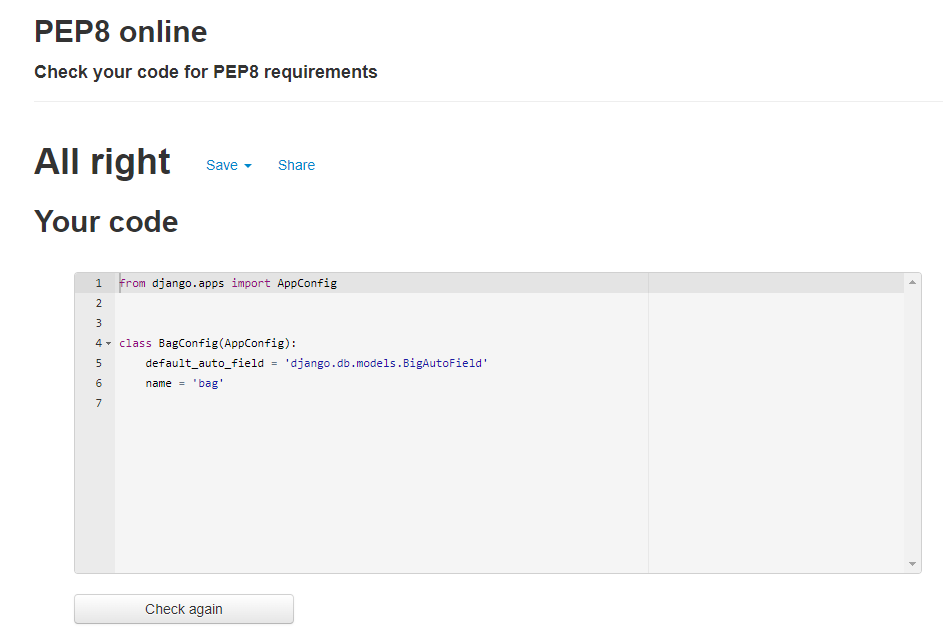 PEP8 online
Check your code for PEP8 requirements
All right Save Share
Your code
1 from django.apps import AppConfig
2
3
4 class BagConfig(AppConfig):
5     default_auto_field = 'django.db.models.BigAutoField'
6     name = 'bag'
7
Check again